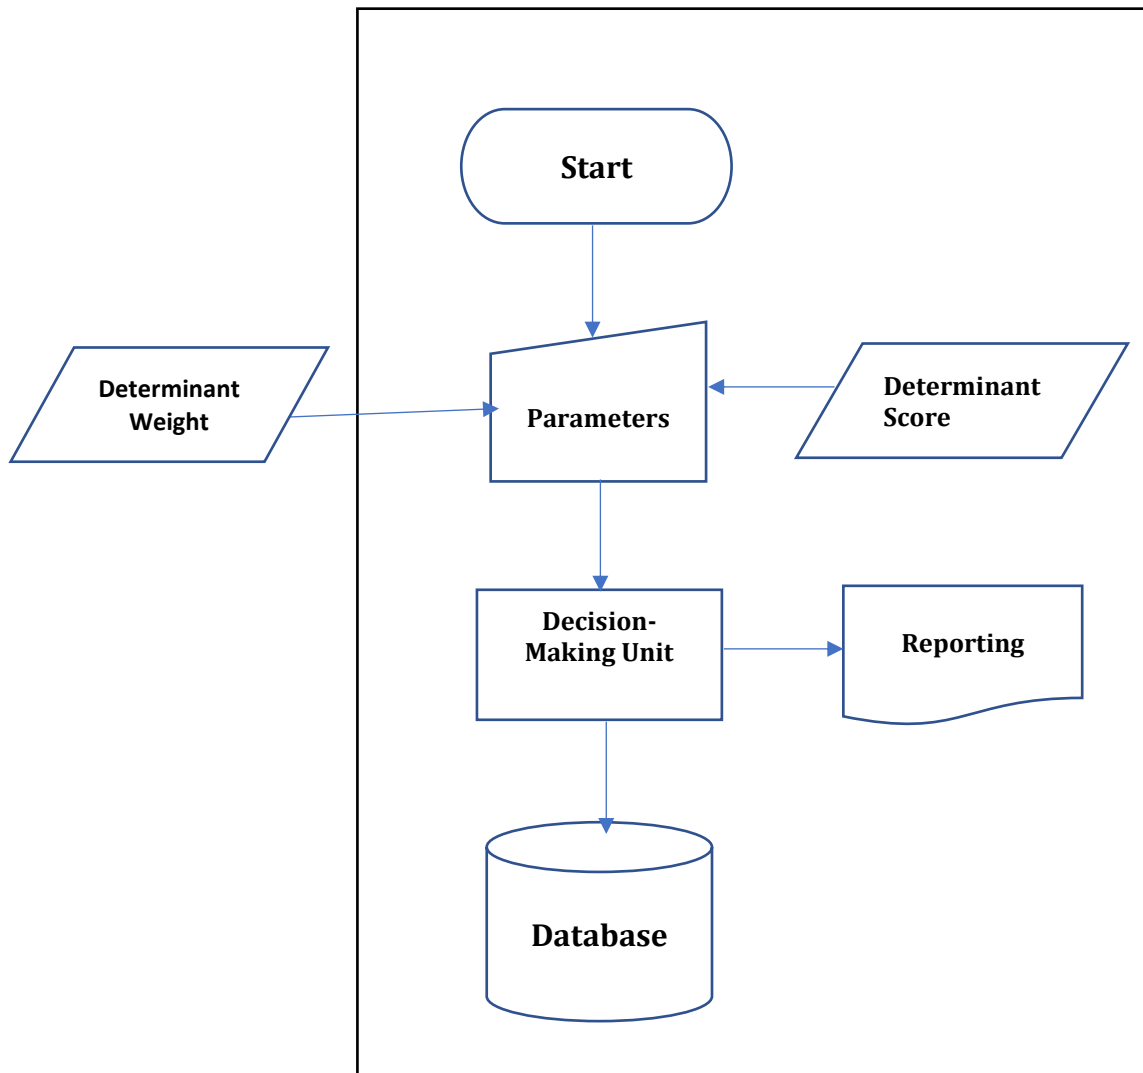 Start
Determinant
Weight
Parameters
Determinant
Score
Decision-
Making Unit
Reporting
Database